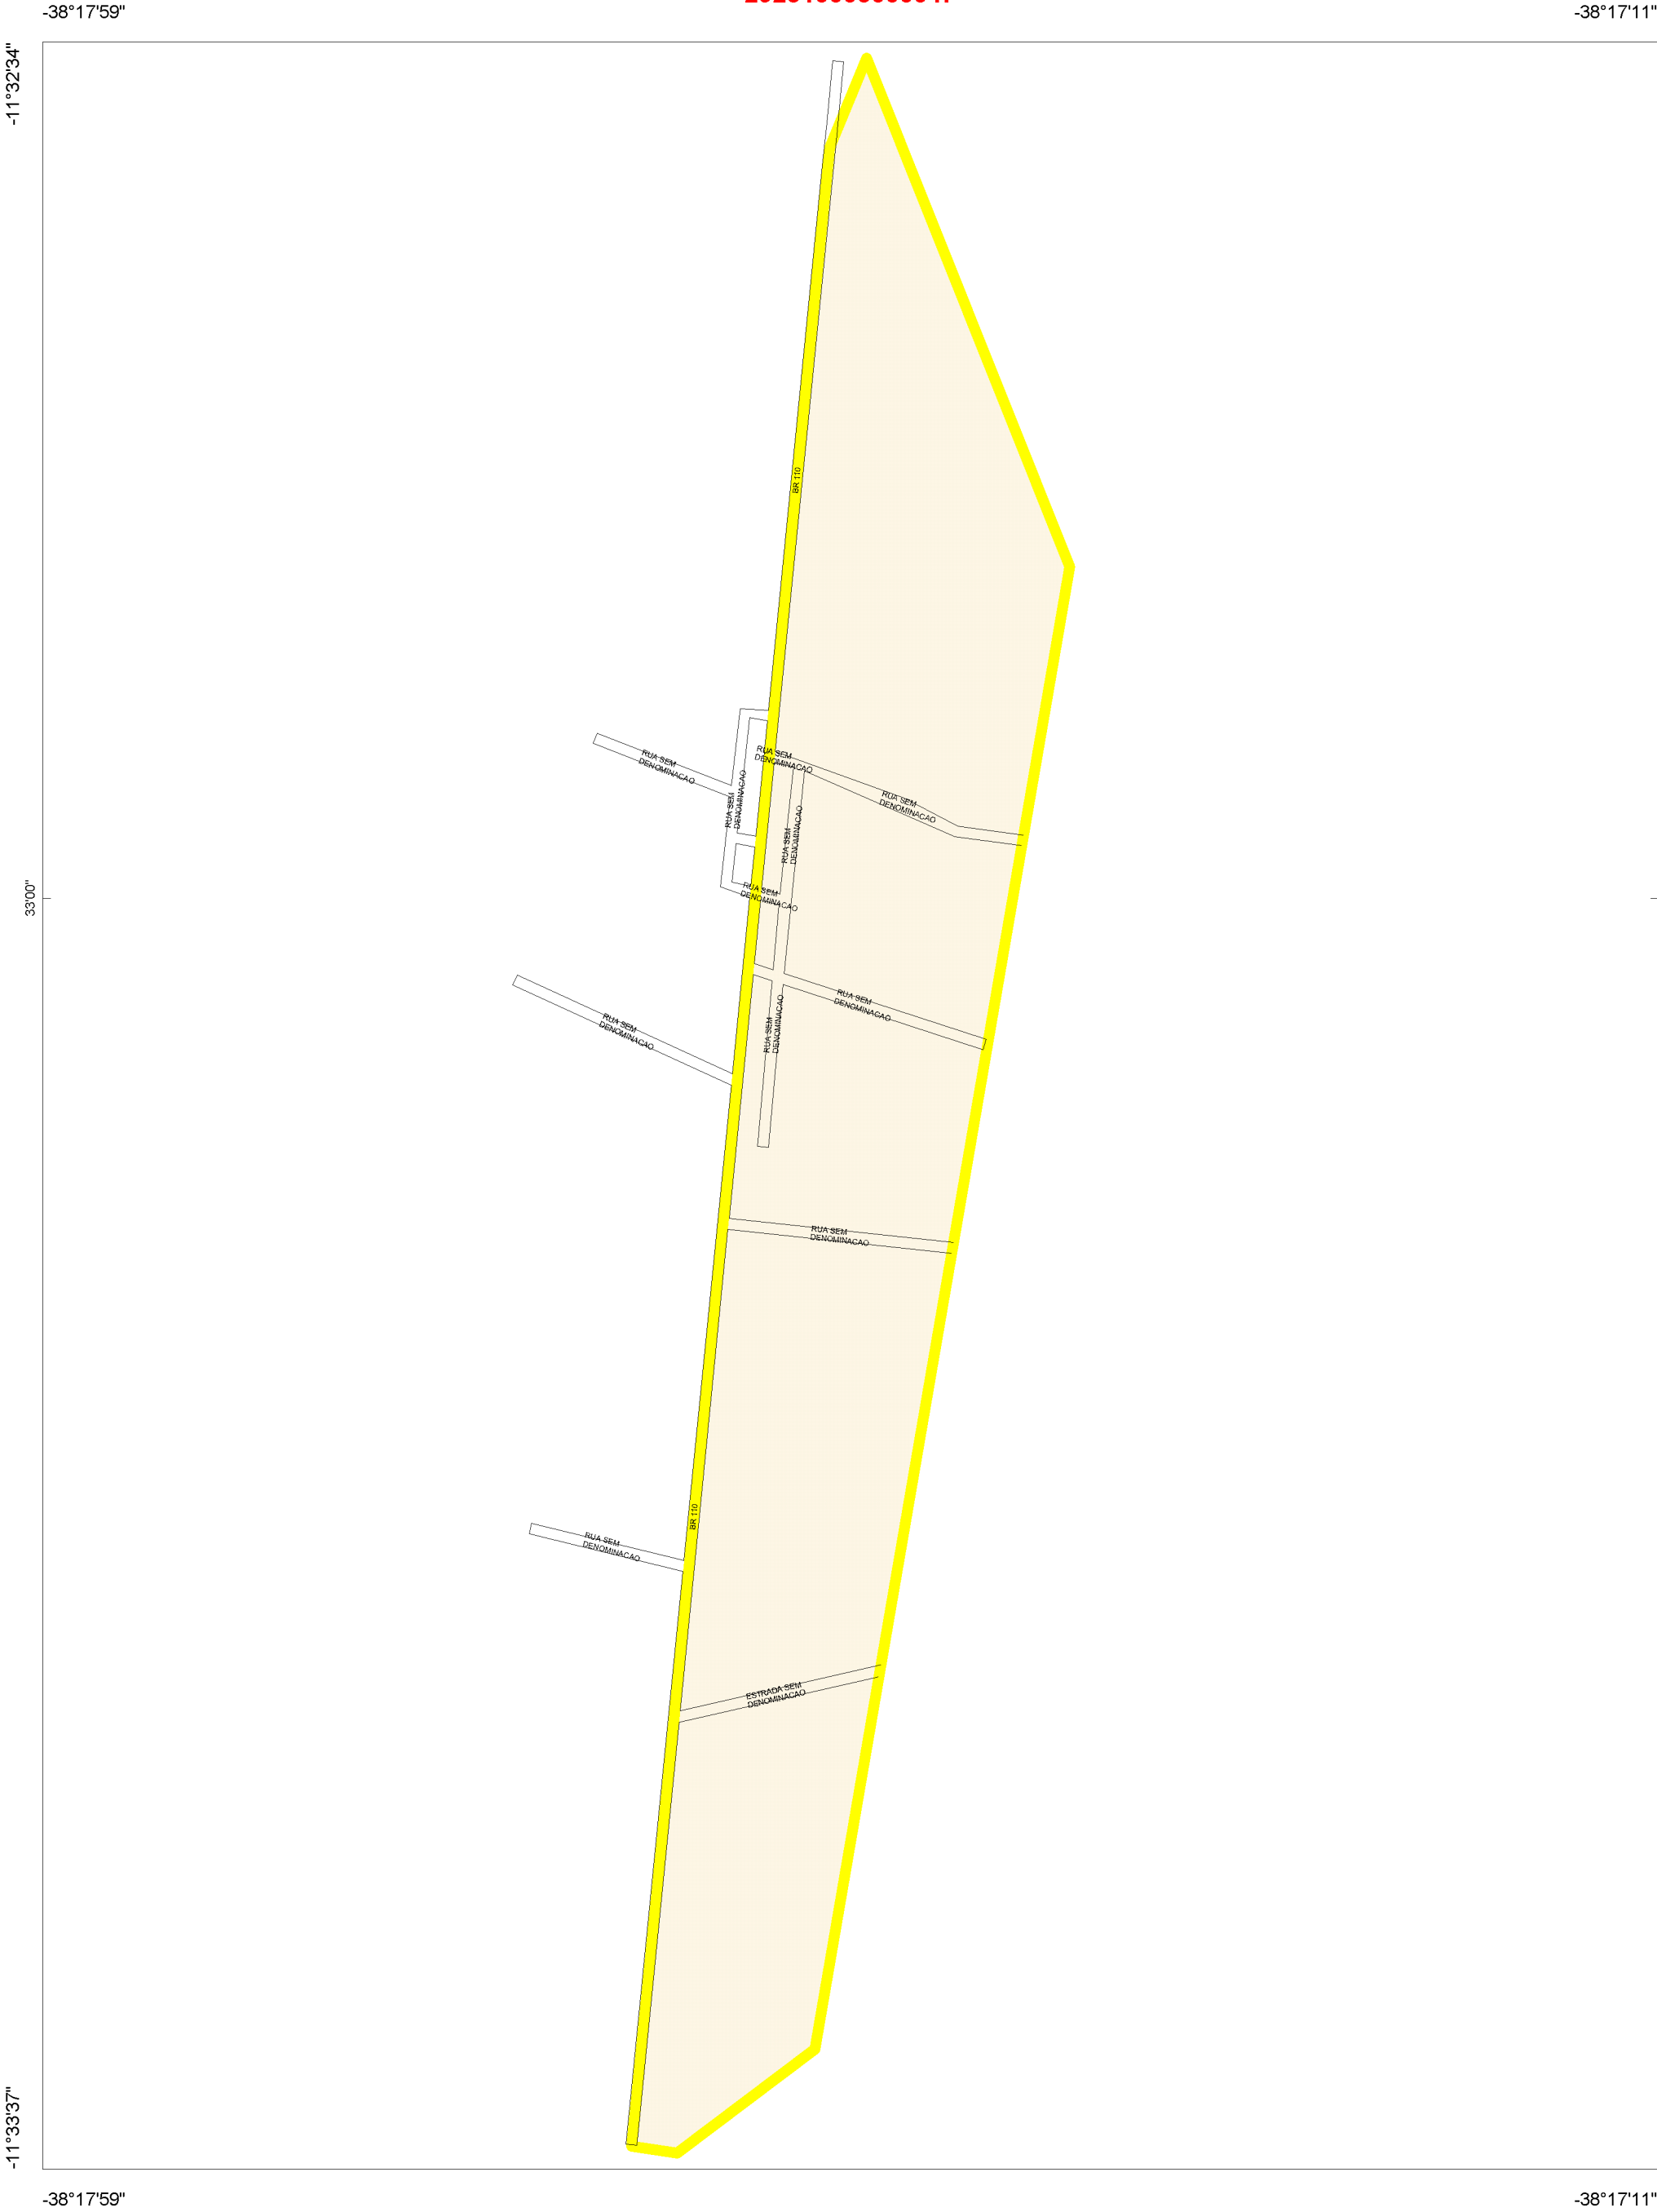 -38°17'59"
-38°17'11"
-11°32'34"
BR 110
RUA SEM
DENOMINACAO
RUA SEM
DENOMINACAO
RUA SEM
DENOMINACAO
RUA SEM
DENOMINACAO
RUA SEM
DENOMINACAO
33'00"
RUA SEM
DENOMINACAO
RUA SEM
DENOMINACAO
RUA SEM
DENOMINACAO
RUA SEM
DENOMINACAO
RUA SEM
DENOMINACAO
BR 110
RUA SEM
DENOMINACAO
ESTRADA SEM
DENOMINACAO
-11°33'37"
-38°17'59"
-38°17'11"